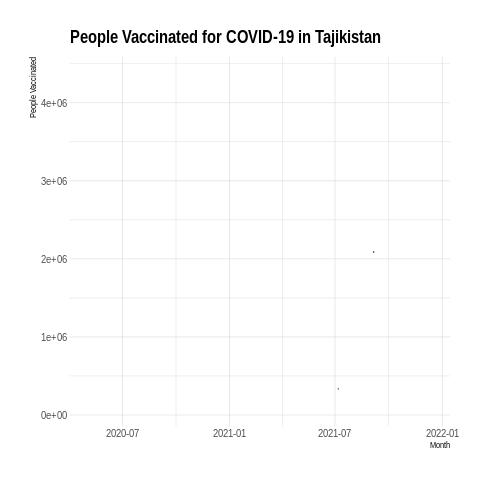 People Vaccinated for COVID-19 in Tajikistan
People Vaccinated
4e+06
3e+06
2e+06
1e+06
0e+00
2020-07 2021-01 2021-07 2022-01
Month